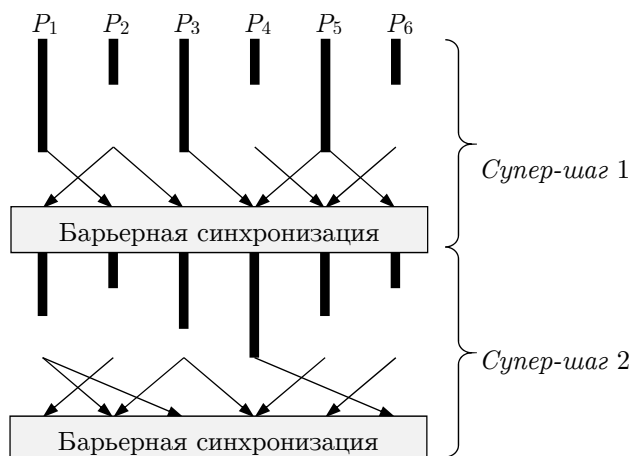 P1 P2 P3 P4 P5 P6
Супер-шаг 1
Барьерная синхронизация
Супер-шаг 2
Барьерная синхронизация